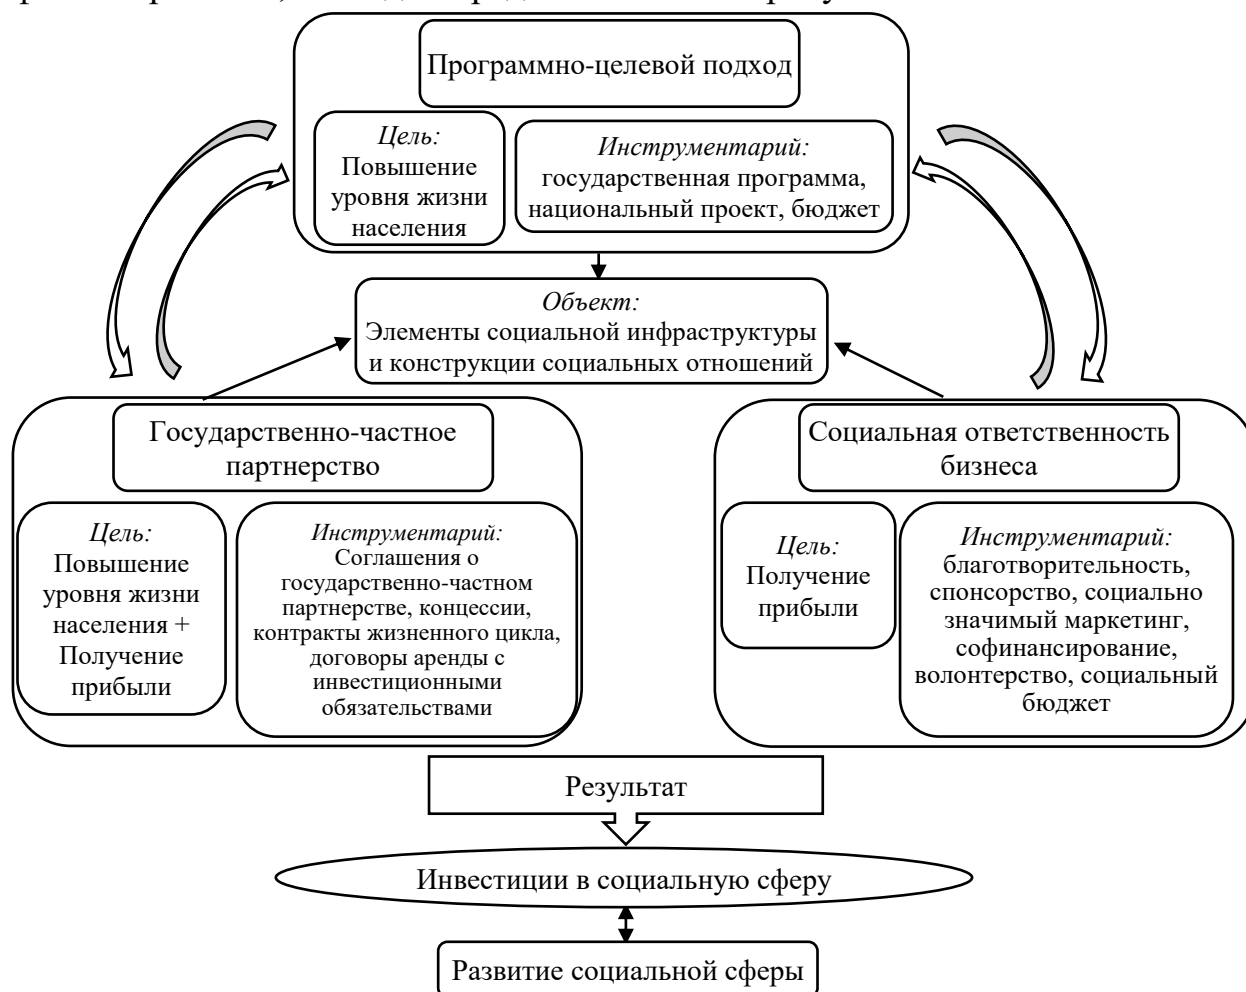 Программно-целевой подход
Цель:
Повышение
уровня жизни
населения
Инструментарий:
государственная программа,
национальный проект, бюджет
Объект:
Элементы социальной инфраструктуры
и конструкции социальных отношений
Государственно-частное
партнерство
Цель:
Повышение
уровня жизни
населения +
Получение
прибыли
Инструментарий:
Соглашения о
государственно-частном
партнерстве, концессии,
контракты жизненного цикла,
договоры аренды с
инвестиционными
обязательствами
Социальная ответственность
бизнеса
Цель:
Получение
прибыли
Инструментарий:
благотворительность,
спонсорство, социально
значимый маркетинг,
софинансирование,
волонтерство, социальный
бюджет
Результат
Инвестиции в социальную сферу
Развитие социальной сферы